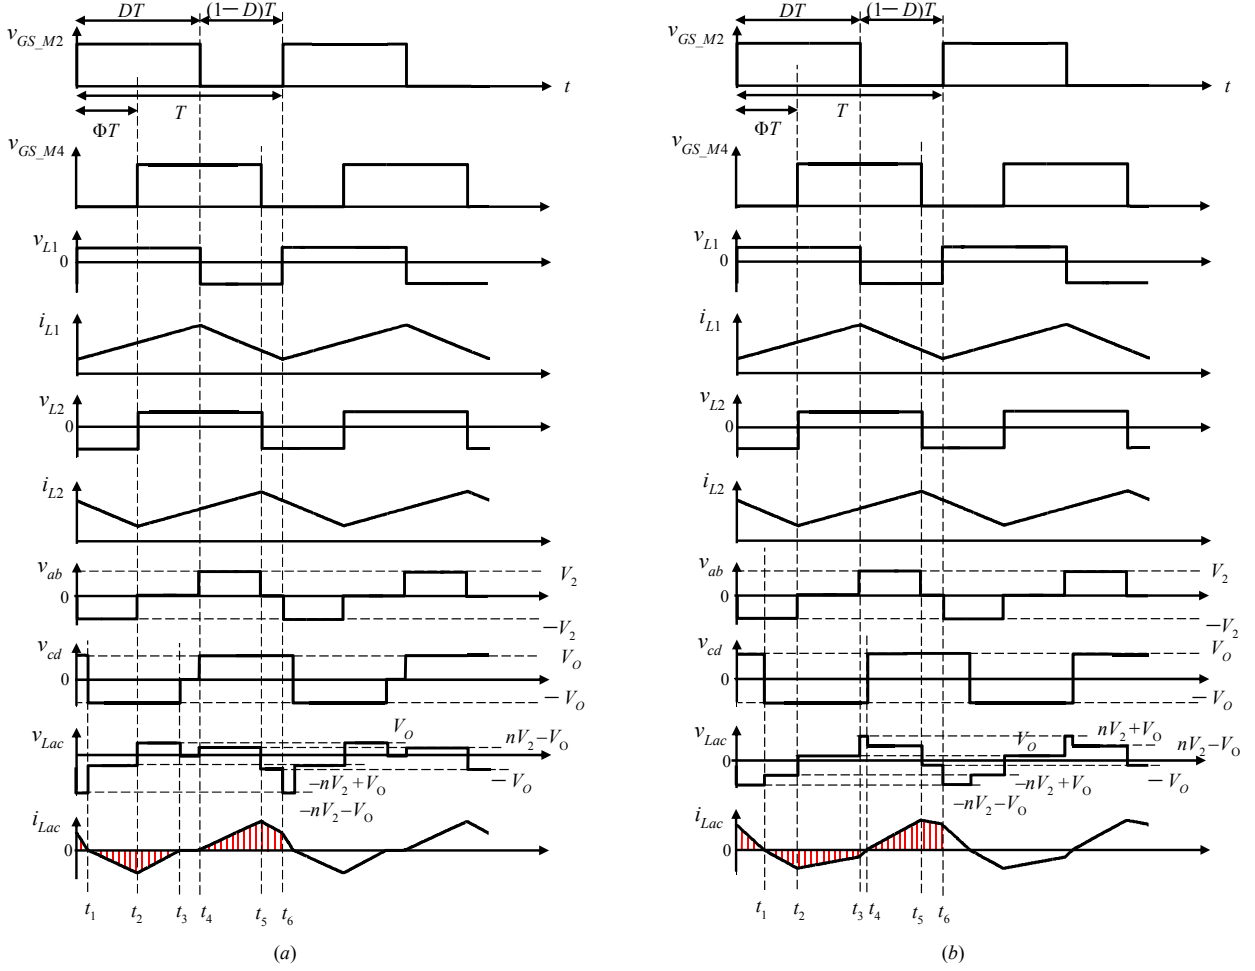 DT (1−D)T
v_GS_M2
t
T
ΦT
v_GS_M4
v_L1
0
i_L1
v_L2
0
i_L2
v_ab
V_2
0
−V_2
v_cd
V_O
0
−V_O
v_Lac
V_O
nV_2−V_O
0
−V_O
−nV_2+V_O
−nV_2−V_O
i_Lac
0
t_1 t_2 t_3 t_4 t_5 t_6
(a)
DT (1−D)T
v_GS_M2
t
T
ΦT
v_GS_M4
v_L1
0
i_L1
v_L2
0
i_L2
v_ab
V_2
0
−V_2
v_cd
V_O
0
−V_O
v_Lac
nV_2+V_O
V_O
nV_2−V_O
0
−nV_2+V_O
−V_O
−nV_2−V_O
i_Lac
0
t_1 t_2 t_3 t_4 t_5 t_6
(b)